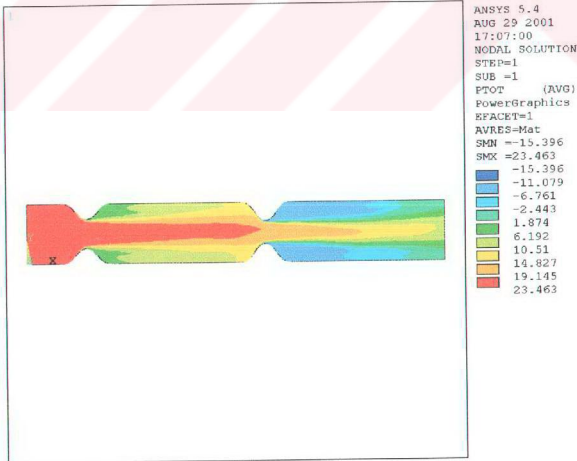 ANSYS 5.4
AUG 29 2001
17:07:00
NODAL SOLUTION
STEP=1
SUB =1
PTOT (AVG)
PowerGraphics
EFACET=1
AVRES=Mat
SMN =-15.396
SMX =23.463
-15.396
-11.079
-6.761
-2.443
1.874
6.192
10.51
14.827
19.145
23.463
X